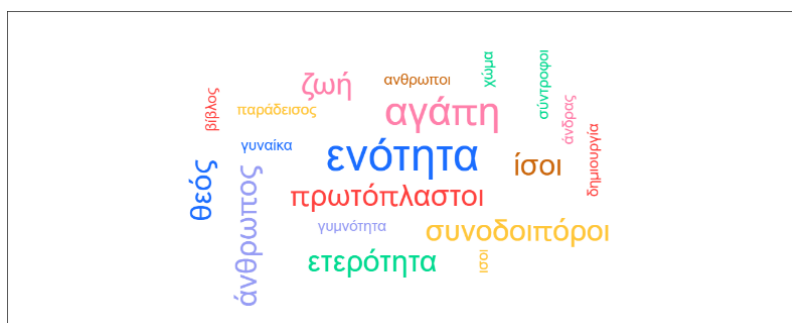 ζωή
ανθρωποι
χώμα
σύντροφοι
βίβλος
παράδεισος
αγάπη
άνδρας
δημιουργία
γυναίκα
ενότητα
ίσοι
θεός
άνθρωπος
πρωτόπλαστοι
γυμνότητα
συνοδοιπόροι
ετερότητα
ισοι